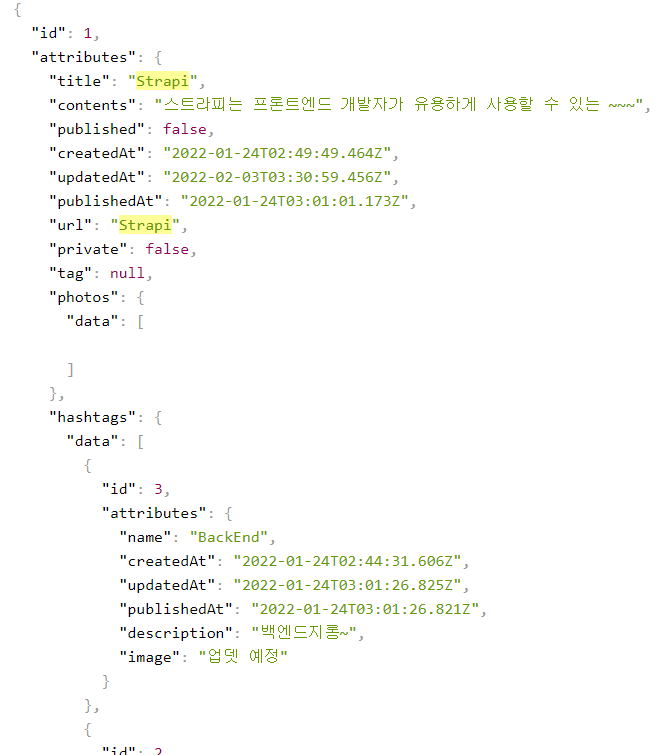 {
"id": 1,
"attributes": {
"title": "Strapi",
"contents": "스트라피는 프론트엔드 개발자가 유용하게 사용할 수 있는 ~~~",
"published": false,
"createdAt": "2022-01-24T02:49:49.464Z",
"updatedAt": "2022-02-03T03:30:59.456Z",
"publishedAt": "2022-01-24T03:01:01.173Z",
"url": "Strapi",
"private": false,
"tag": null,
"photos": {
"data": [
]
},
"hashtags": {
"data": [
{
"id": 3,
"attributes": {
"name": "BackEnd",
"createdAt": "2022-01-24T02:44:31.606Z",
"updatedAt": "2022-01-24T03:01:26.825Z",
"publishedAt": "2022-01-24T03:01:26.821Z",
"description": "백엔드지롱~",
"image": "업뎃 예정"
}
},
{
"id": 2